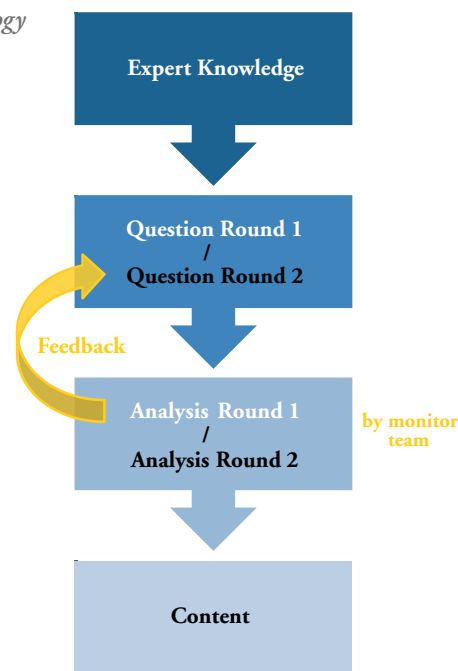 Expert Knowledge
Question Round 1
/
Question Round 2
Feedback
Analysis Round 1
/
Analysis Round 2
by monitor
team
Content